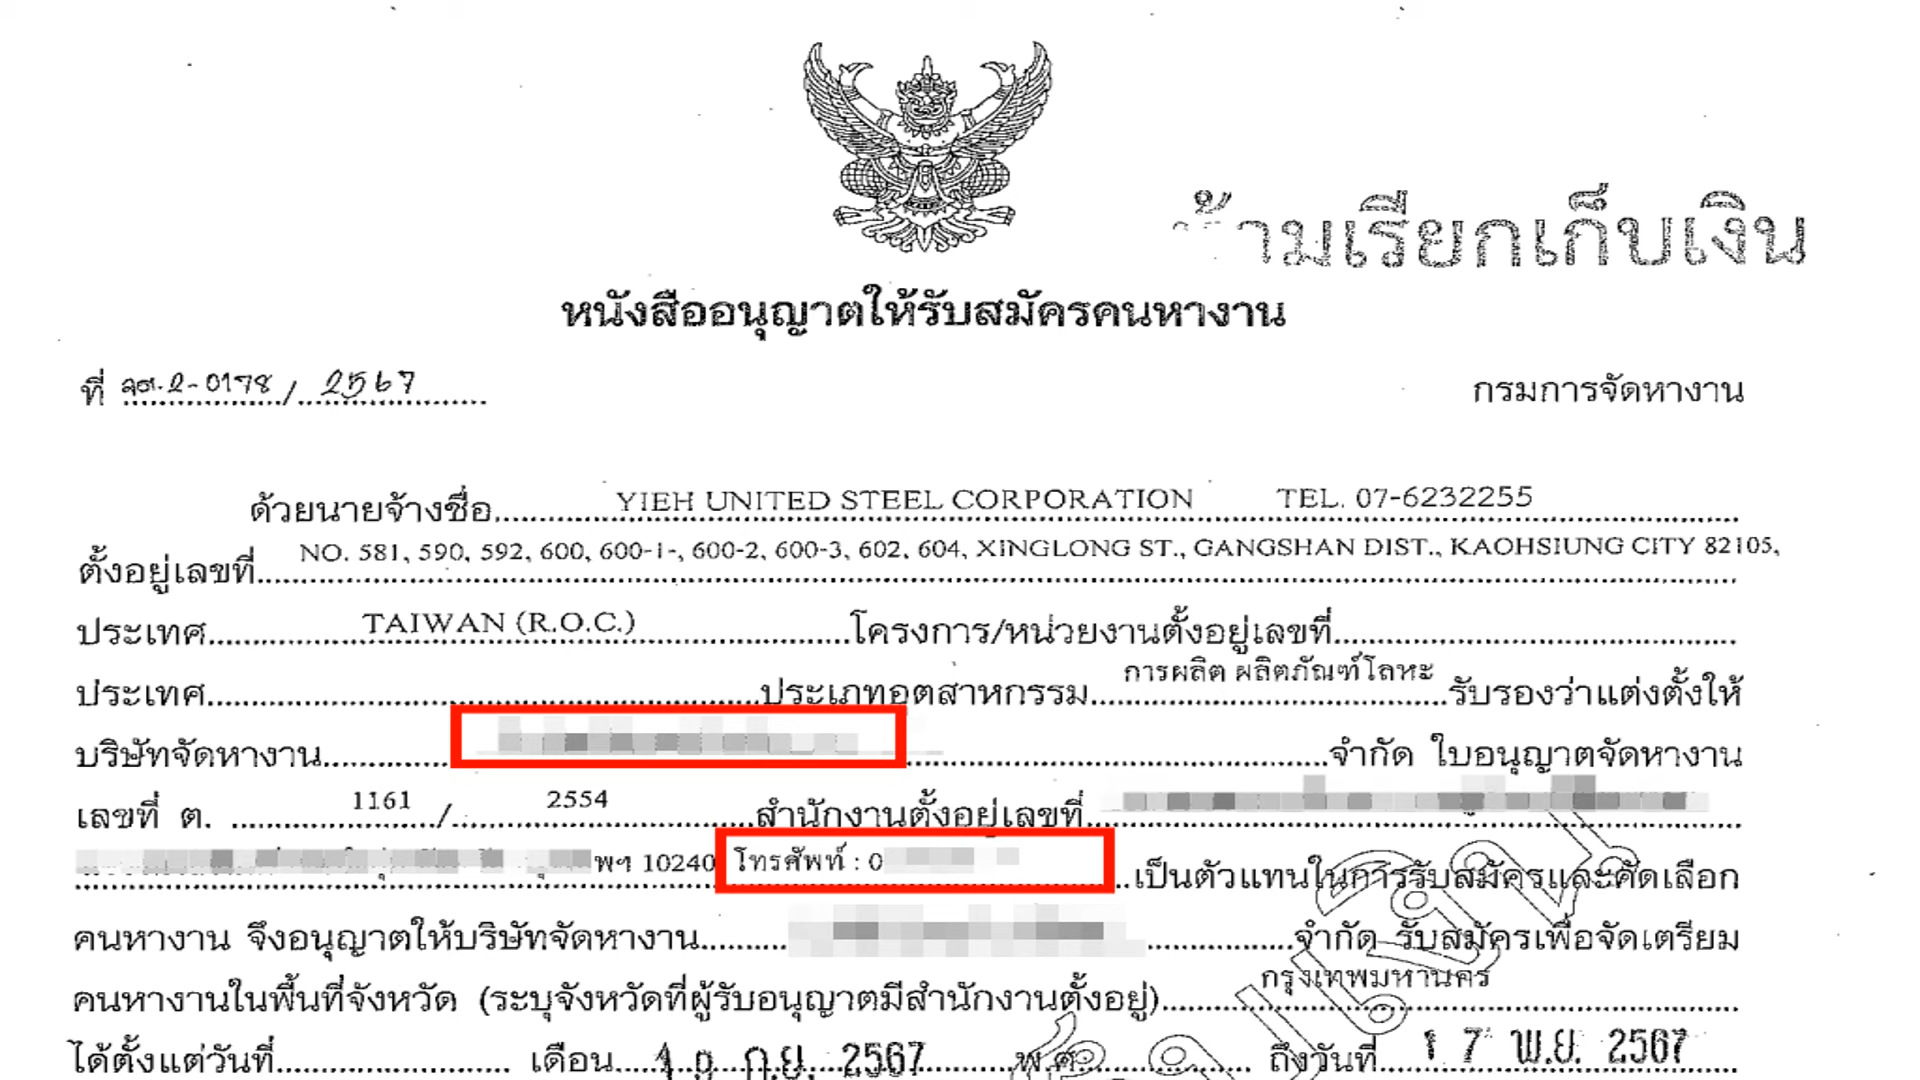 ห้ามเรียกเก็บเงิน
หนังสืออนุญาตให้รับสมัครคนหางาน
ที่ จต.2-0178/2567
กรมการจัดหางาน
ด้วยนายจ้างชื่อ YIEH UNITED STEEL CORPORATION TEL. 07-6232255
ตั้งอยู่เลขที่ NO. 581, 590, 592, 600, 600-1-, 600-2, 600-3, 602, 604, XINGLONG ST., GANGSHAN DIST., KAOHSIUNG CITY 82105,
ประเทศ TAIWAN (R.O.C.) โครงการ/หน่วยงานตั้งอยู่เลขที่
ประเทศ ประเภทอุตสาหกรรม การผลิต ผลิตภัณฑ์โลหะ รับรองว่าแต่งตั้งให้
บริษัทจัดหางาน จำกัด ใบอนุญาตจัดหางาน
เลขที่ ต. 1161 / 2554 สำนักงานตั้งอยู่เลขที่
พฯ 10240 โทรศัพท์ : 0 เป็นตัวแทนในการรับสมัครและคัดเลือก
คนหางาน จึงอนุญาตให้บริษัทจัดหางาน จำกัด รับสมัครเพื่อจัดเตรียม
คนหางานในพื้นที่จังหวัด (ระบุจังหวัดที่ผู้รับอนุญาตมีสำนักงานตั้งอยู่) กรุงเทพมหานคร
ได้ตั้งแต่วันที่ เดือน ก.ย. 2567 พ.ศ. ถึงวันที่ 17 พ.ย. 2567